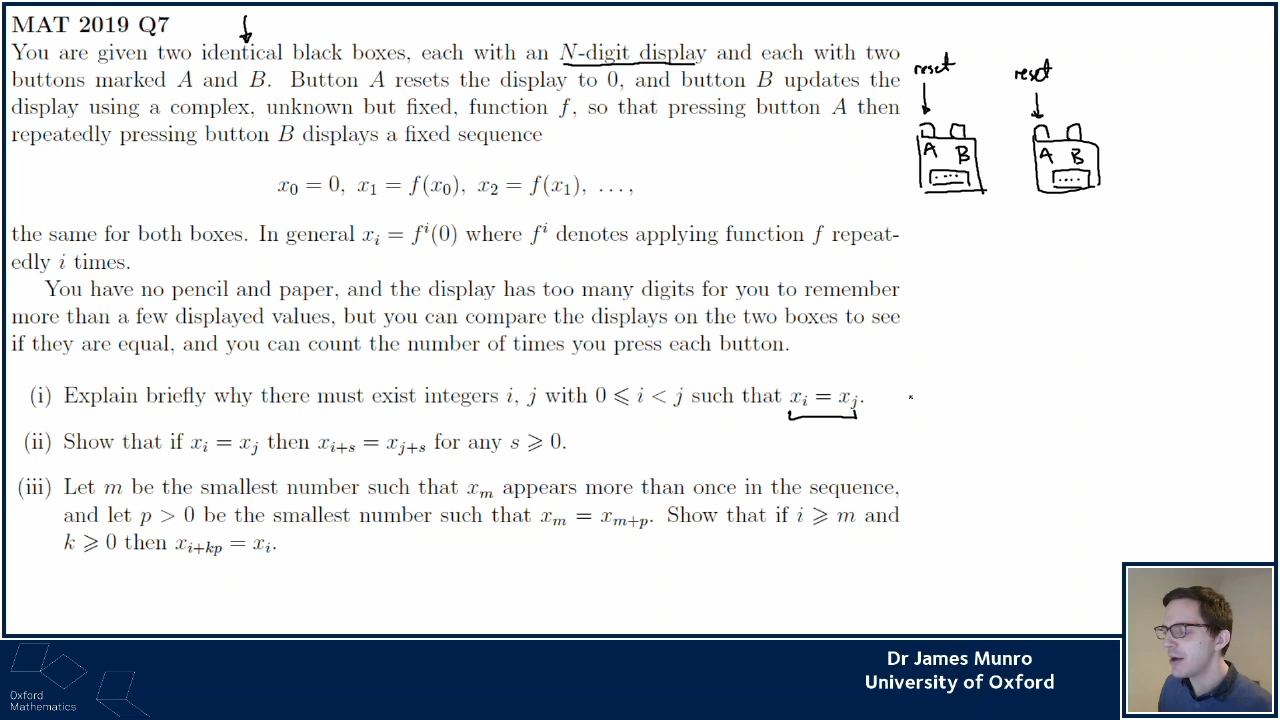 MAT 2019 Q7
You are given two identical black boxes, each with an N-digit display and each with two
buttons marked A and B. Button A resets the display to 0, and button B updates the
display using a complex, unknown but fixed, function f, so that pressing button A then
repeatedly pressing button B displays a fixed sequence
x₀ = 0, x₁ = f(x₀), x₂ = f(x₁), ...,
the same for both boxes. In general xᵢ = fⁱ(0) where fⁱ denotes applying function f repeat-
edly i times.
You have no pencil and paper, and the display has too many digits for you to remember
more than a few displayed values, but you can compare the displays on the two boxes to see
if they are equal, and you can count the number of times you press each button.
(i) Explain briefly why there must exist integers i, j with 0 ⩽ i < j such that xᵢ = xⱼ.
(ii) Show that if xᵢ = xⱼ then xᵢ₊ₛ = xⱼ₊ₛ for any s ⩾ 0.
(iii) Let m be the smallest number such that xₘ appears more than once in the sequence,
and let p > 0 be the smallest number such that xₘ = xₘ₊ₚ. Show that if i ⩾ m and
k ⩾ 0 then xᵢ₊ₖₚ = xᵢ.
reset reset
A B A B
.... ....
Dr James Munro
University of Oxford
Oxford
Mathematics